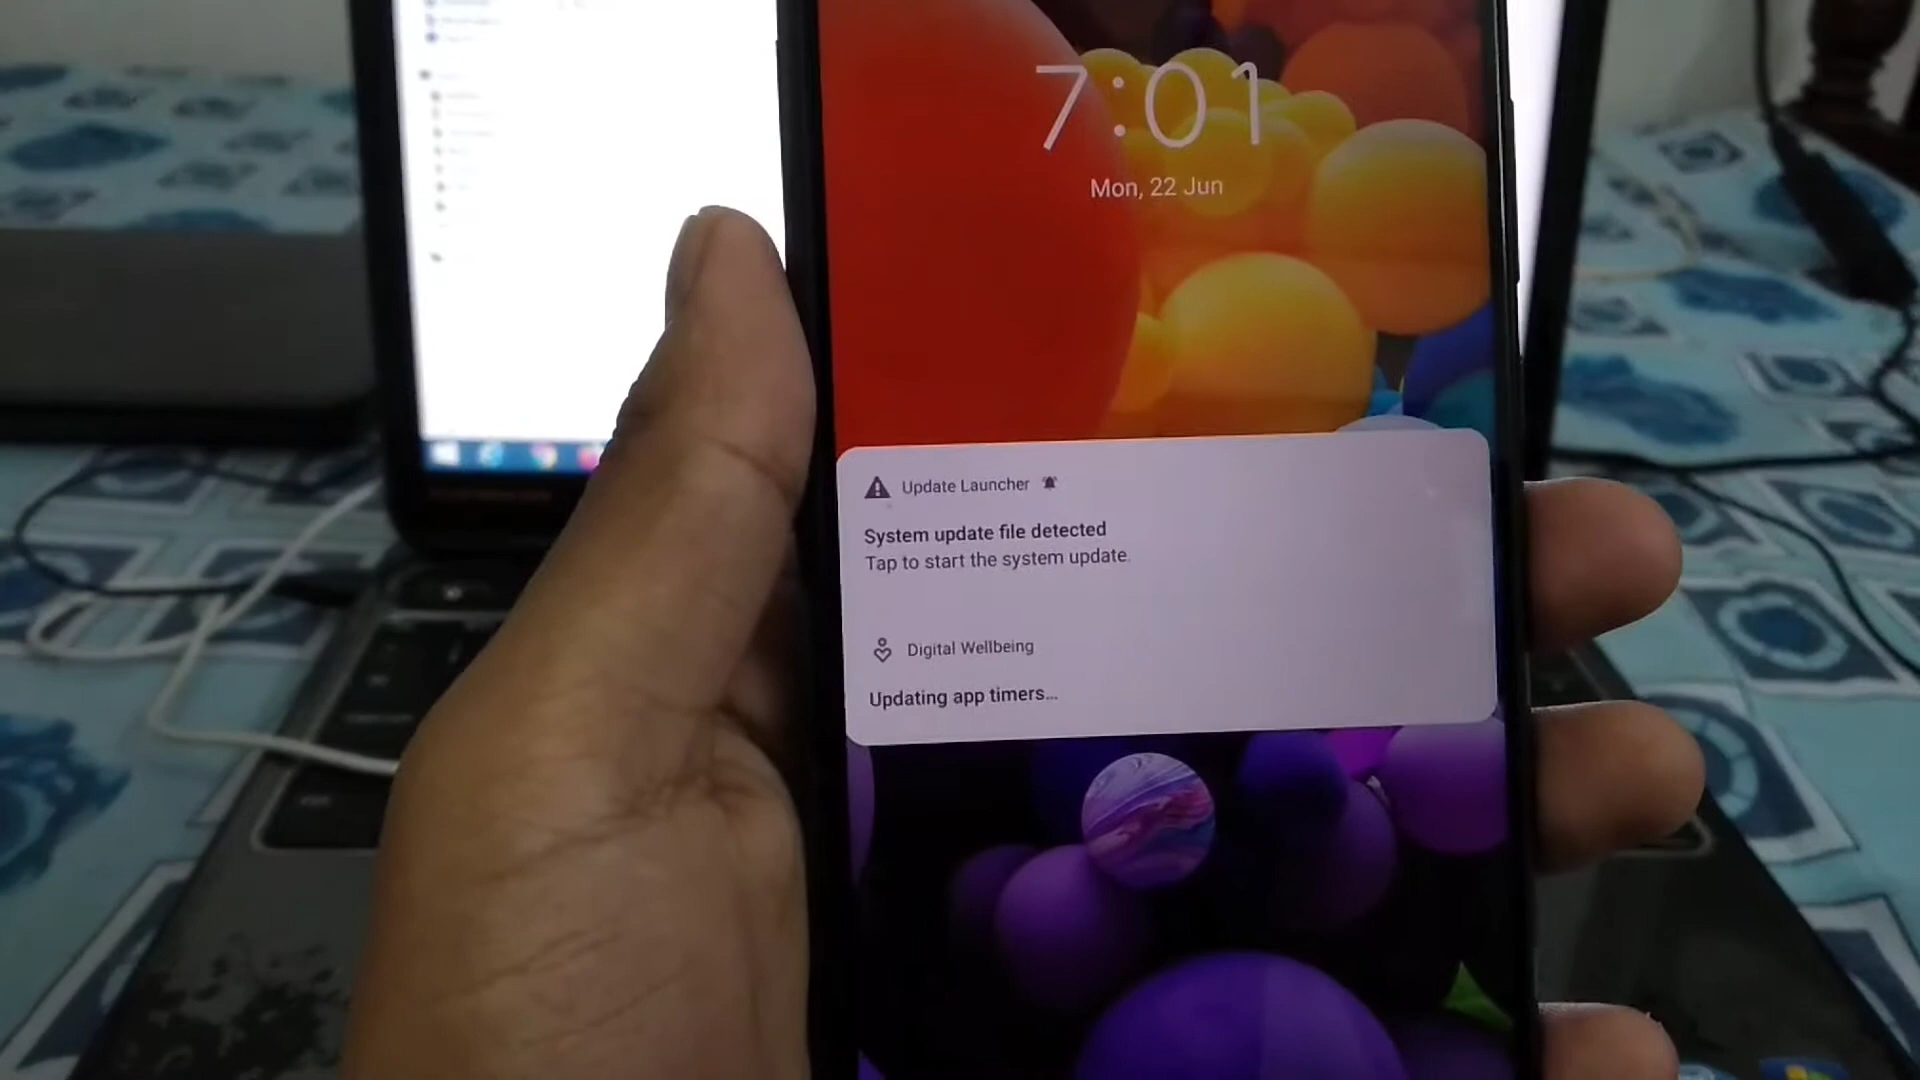 7:01
Mon, 22 Jun
Update Launcher
System update file detected
Tap to start the system update.
Digital Wellbeing
Updating app timers...